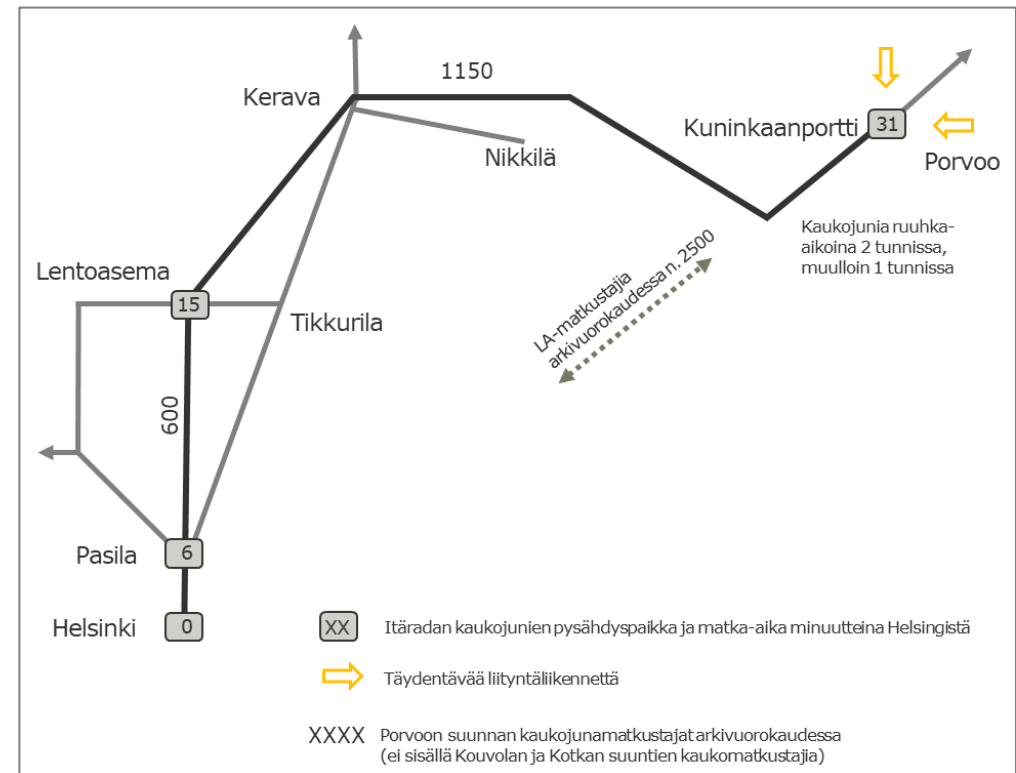 1150
Kerava
Kuninkaanportti
31
Nikkilä
Porvoo
Kaukojunia ruuhka-
aikoina 2 tunnissa,
muulloin 1 tunnissa
LA-matkustajia
arkivuorokaudessa n. 2500
Lentoasema
15
Tikkurila
600
Pasila
6
Helsinki
0
XX Itäradan kaukojunien pysähdyspaikka ja matka-aika minuutteina Helsingistä
Täydentävää liityntäliikennettä
XXXX Porvoon suunnan kaukojunamatkustajat arkivuorokaudessa
(ei sisällä Kouvolan ja Kotkan suuntien kaukomatkustajia)